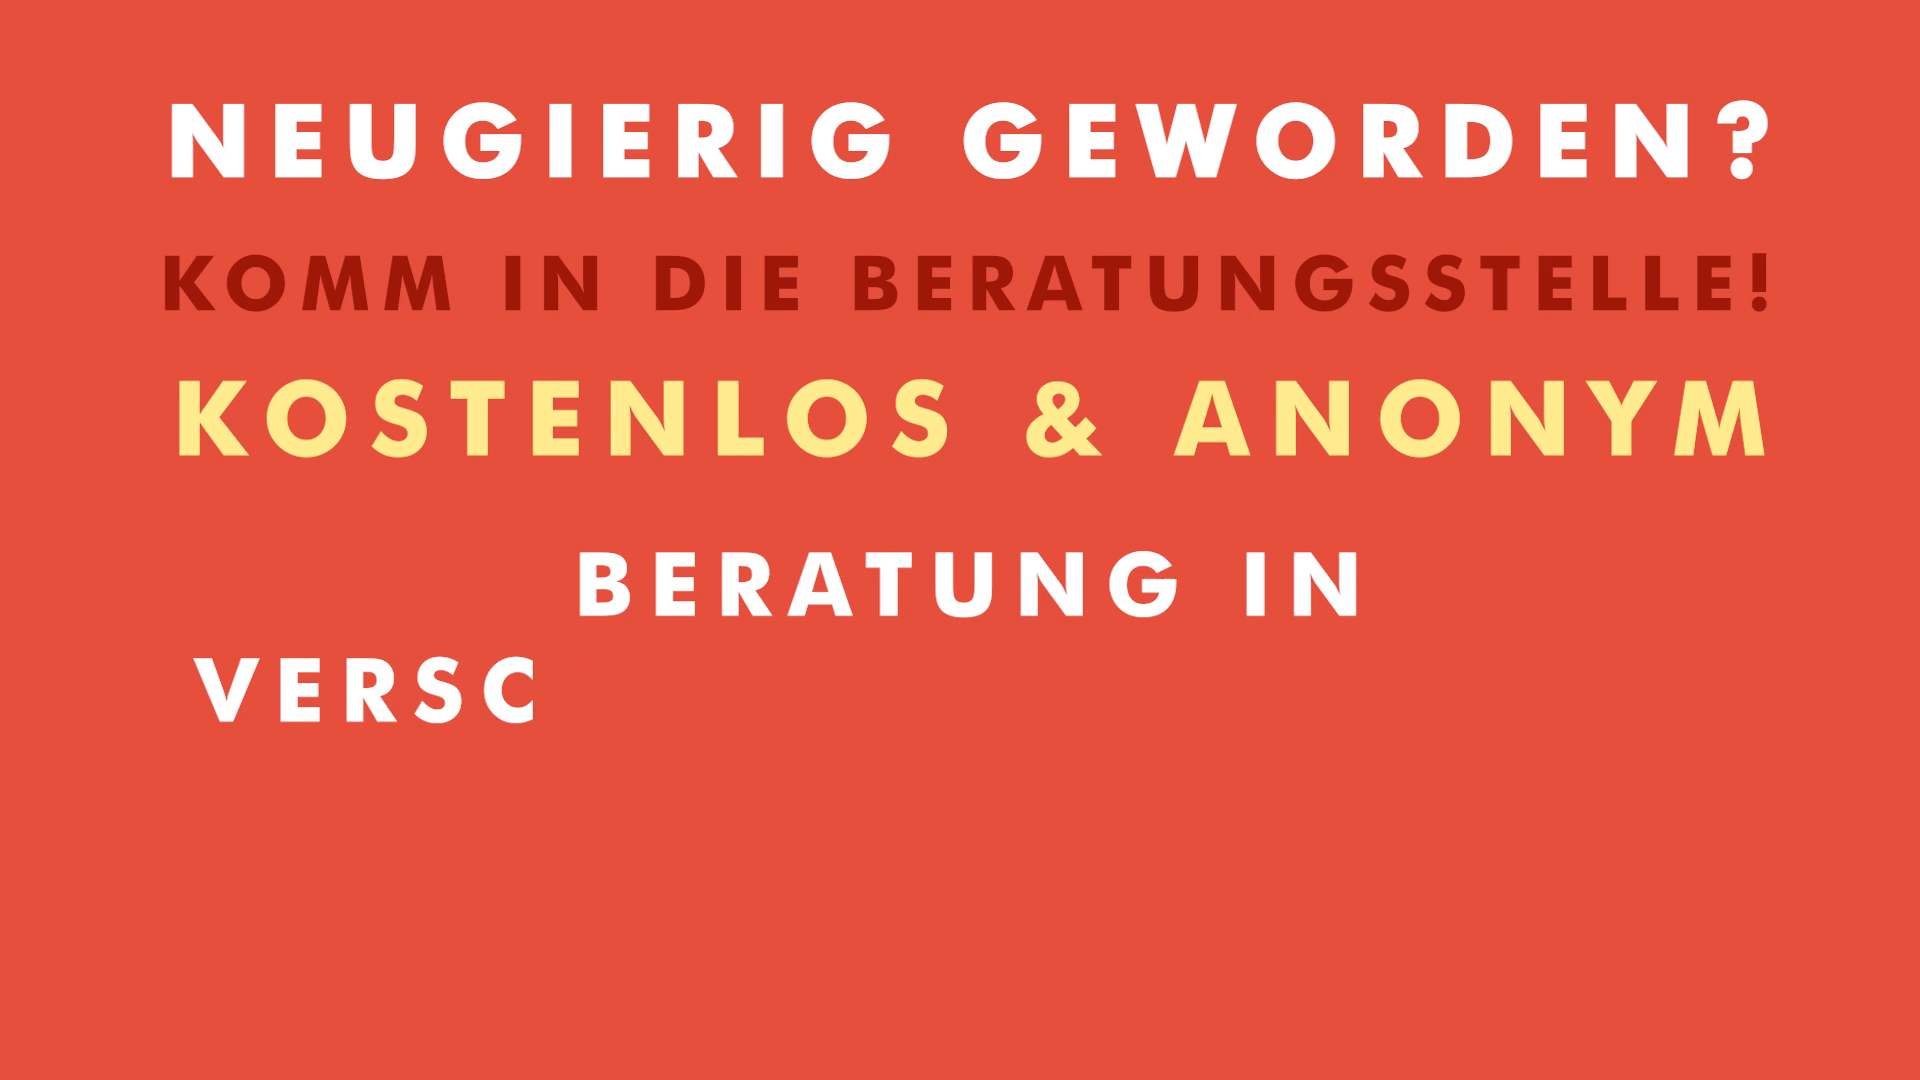 NEUGIERIG GEWORDEN?
KOMM IN DIE BERATUNGSSTELLE!
KOSTENLOS & ANONYM
BERATUNG IN
VERSC